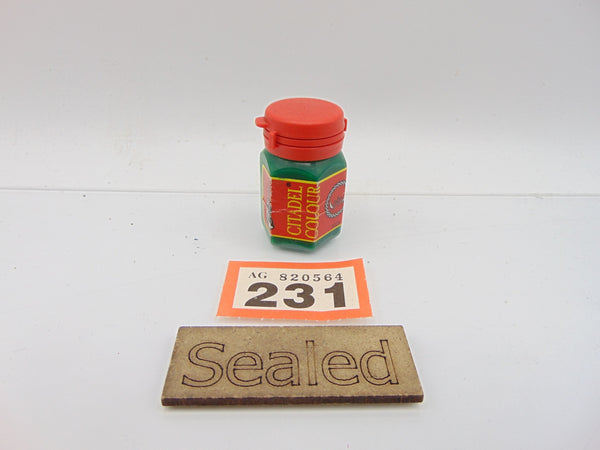 CITADEL®
COLOUR
AG 820564
231
Sealed